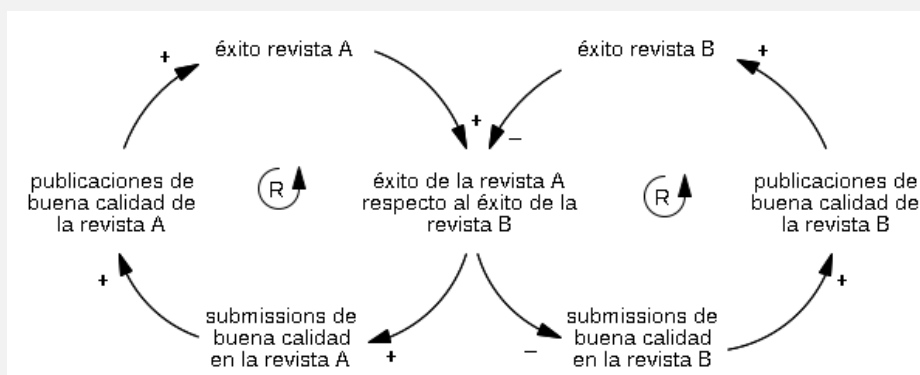 éxito revista A
éxito revista B
+
+
+
–
publicaciones de
buena calidad de
la revista A
R
éxito de la revista A
respecto al éxito de la
revista B
R
publicaciones de
buena calidad de
la revista B
+
+
submissions de
buena calidad
en la revista A
+
–
submissions de
buena calidad
en la revista B